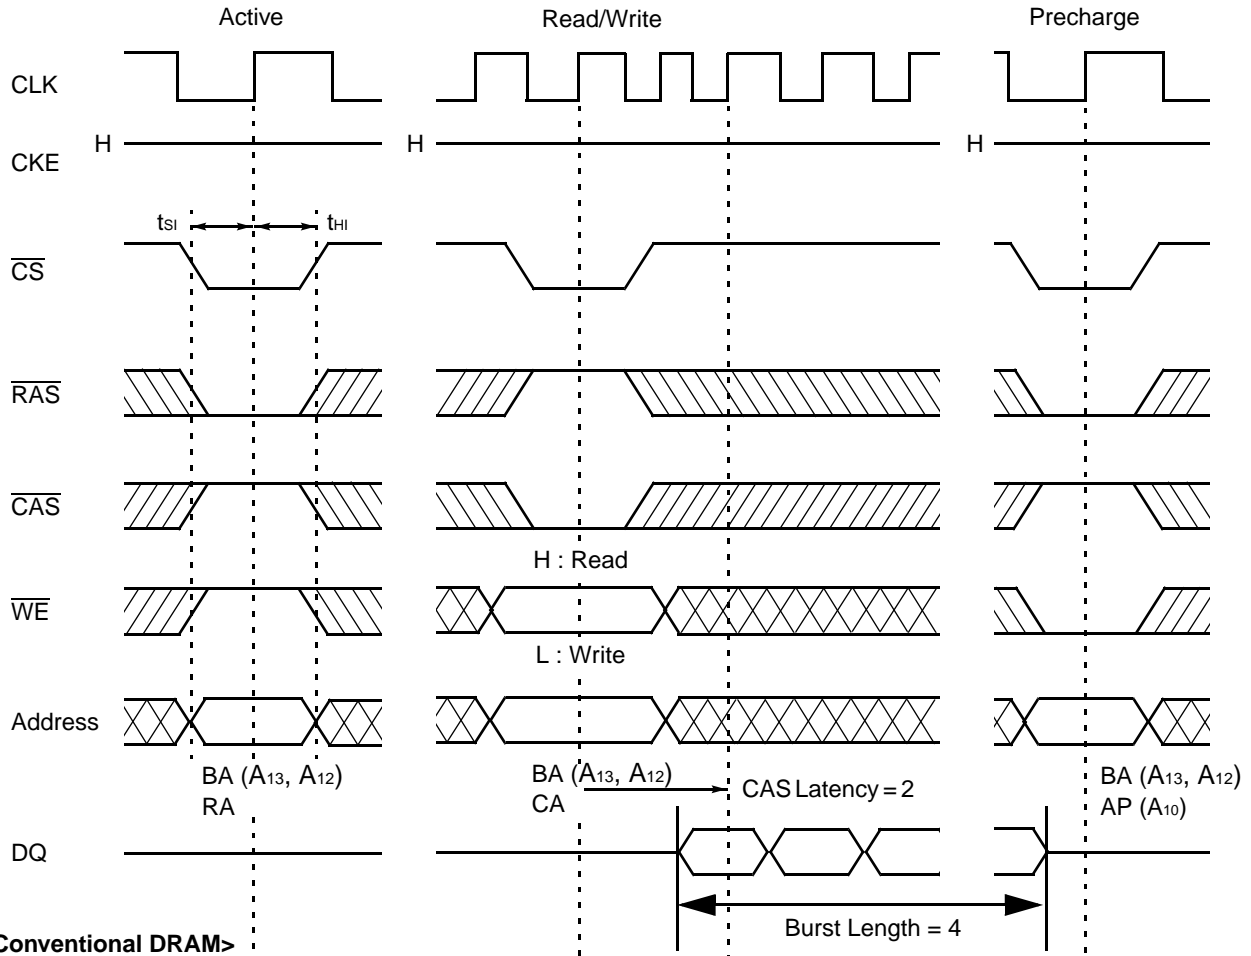 Active Read/Write Precharge
CLK
H H H
CKE
tSI tHI
CS
RAS
CAS
H : Read
WE
L : Write
Address
BA (A13, A12) BA (A13, A12) BA (A13, A12)
RA CA CAS Latency = 2 AP (A10)
DQ
Burst Length = 4
Conventional DRAM>